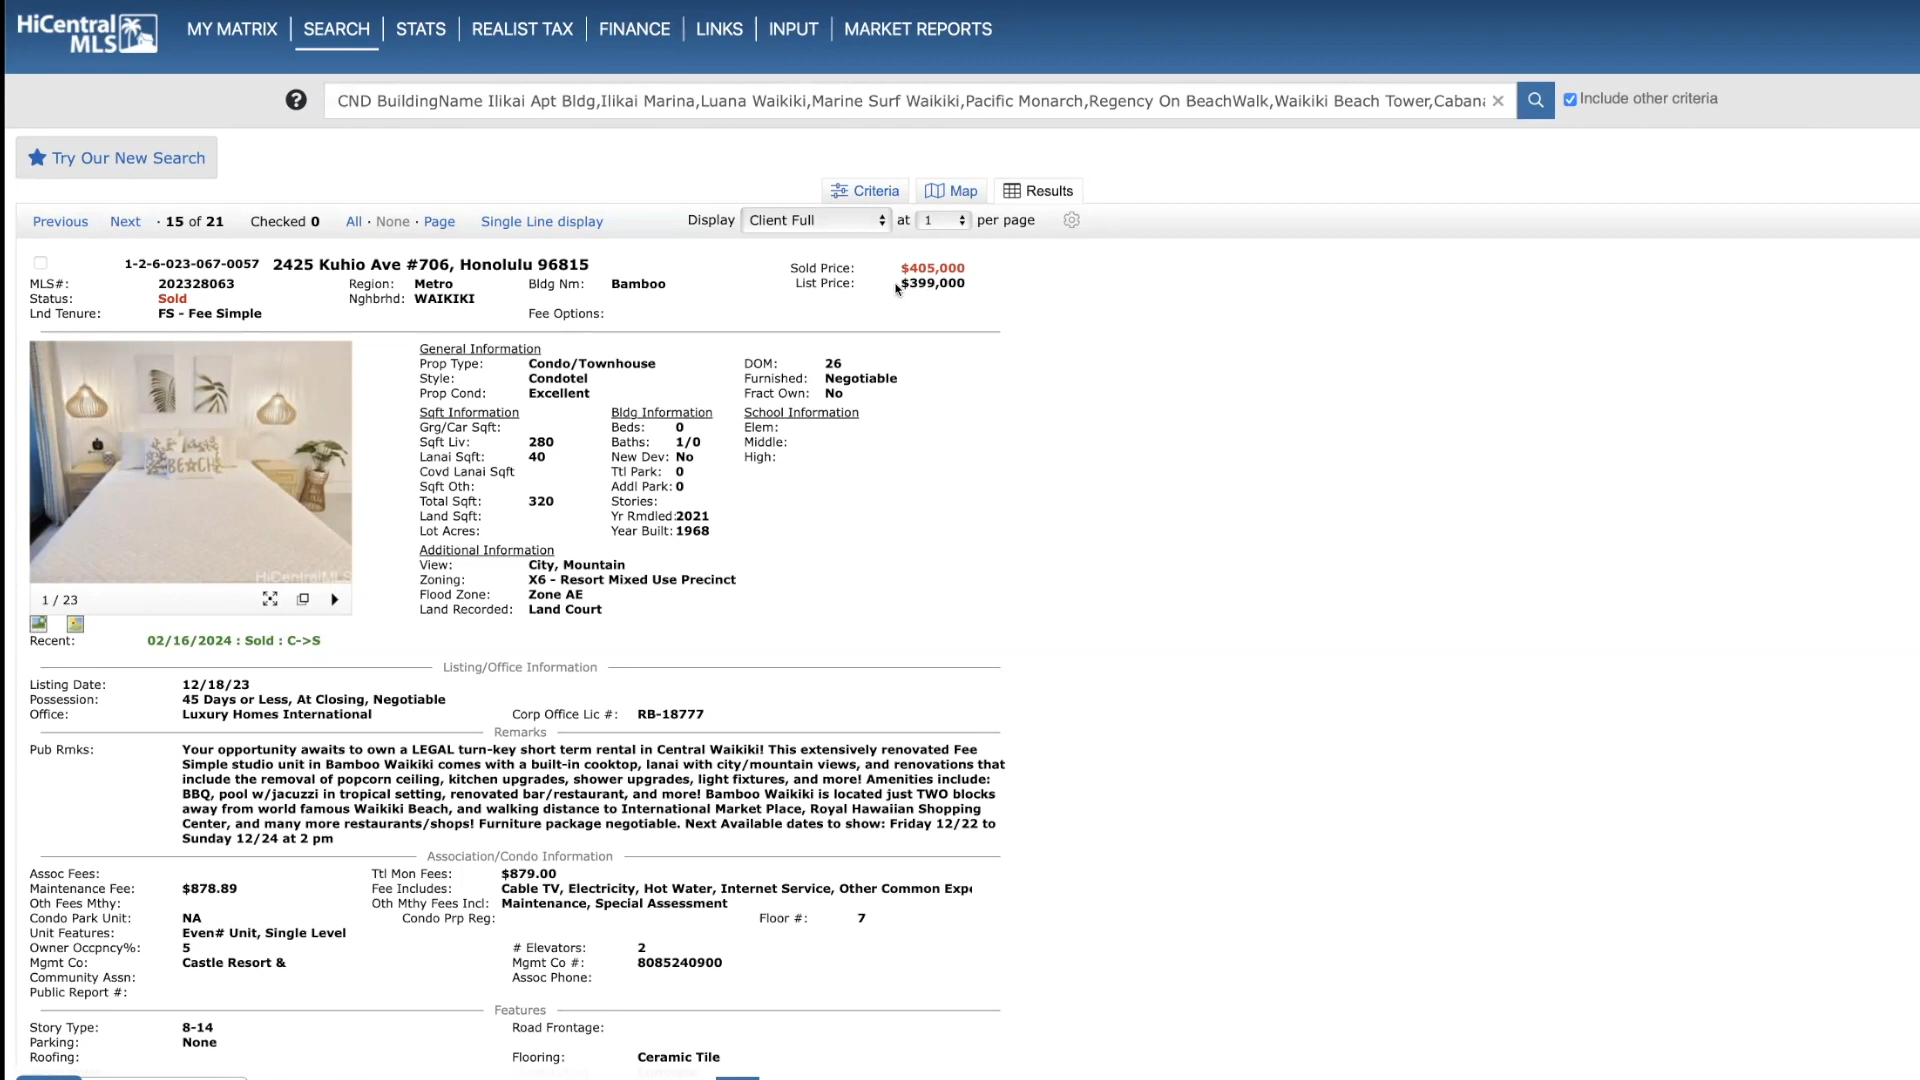 HiCentral MLS
MY MATRIX | SEARCH | STATS | REALIST TAX | FINANCE | LINKS | INPUT | MARKET REPORTS
CND BuildingName Ilikai Apt Bldg,Ilikai Marina,Luana Waikiki,Marine Surf Waikiki,Pacific Monarch,Regency On BeachWalk,Waikiki Beach Tower,Cabana
Include other criteria
Try Our New Search
Criteria Map Results
Previous Next · 15 of 21 Checked 0 All · None · Page Single Line display Display Client Full at 1 per page
1-2-6-023-067-0057 2425 Kuhio Ave #706, Honolulu 96815 Sold Price: $405,000
MLS#: 202328063 Region: Metro Bldg Nm: Bamboo List Price: $399,000
Status: Sold Nghbrhd: WAIKIKI
Lnd Tenure: FS - Fee Simple Fee Options:
General Information
Prop Type: Condo/Townhouse DOM: 26
Style: Condotel Furnished: Negotiable
Prop Cond: Excellent Fract Own: No
Sqft Information Bldg Information School Information
Grg/Car Sqft: Beds: 0 Elem:
Sqft Liv: 280 Baths: 1/0 Middle:
Lanai Sqft: 40 New Dev: No High:
Covd Lanai Sqft Ttl Park: 0
Sqft Oth: Addl Park: 0
Total Sqft: 320 Stories:
Land Sqft: Yr Rmdled: 2021
Lot Acres: Year Built: 1968
Additional Information
View: City, Mountain
Zoning: X6 - Resort Mixed Use Precinct
Flood Zone: Zone AE
Land Recorded: Land Court
BEACH
HiCentralMLS
1 / 23
Recent: 02/16/2024 : Sold : C->S
Listing/Office Information
Listing Date: 12/18/23
Possession: 45 Days or Less, At Closing, Negotiable
Office: Luxury Homes International Corp Office Lic #: RB-18777
Remarks
Pub Rmks: Your opportunity awaits to own a LEGAL turn-key short term rental in Central Waikiki! This extensively renovated Fee
Simple studio unit in Bamboo Waikiki comes with a built-in cooktop, lanai with city/mountain views, and renovations that
include the removal of popcorn ceiling, kitchen upgrades, shower upgrades, light fixtures, and more! Amenities include:
BBQ, pool w/jacuzzi in tropical setting, renovated bar/restaurant, and more! Bamboo Waikiki is located just TWO blocks
away from world famous Waikiki Beach, and walking distance to International Market Place, Royal Hawaiian Shopping
Center, and many more restaurants/shops! Furniture package negotiable. Next Available dates to show: Friday 12/22 to
Sunday 12/24 at 2 pm
Association/Condo Information
Assoc Fees: Ttl Mon Fees: $879.00
Maintenance Fee: $878.89 Fee Includes: Cable TV, Electricity, Hot Water, Internet Service, Other Common Expe
Oth Fees Mthy: Oth Mthy Fees Incl: Maintenance, Special Assessment
Condo Park Unit: NA Condo Prp Reg: Floor #: 7
Unit Features: Even# Unit, Single Level
Owner Occpncy%: 5 # Elevators: 2
Mgmt Co: Castle Resort & Mgmt Co #: 8085240900
Community Assn: Assoc Phone:
Public Report #:
Features
Story Type: 8-14 Road Frontage:
Parking: None
Roofing: Flooring: Ceramic Tile